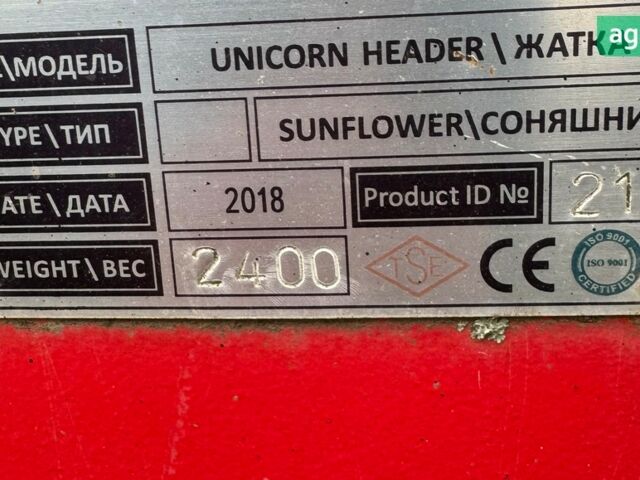 \МОДЕЛЬ UNICORN HEADER\ЖАТКА
YPE\ТИП SUNFLOWER\СОНЯШНИ
ATE\ДАТА 2018 Product ID № 21
WEIGHT\ВЕС 2400 TSE CE ISO 9001 ISO 9001 CERTIFIED
ag